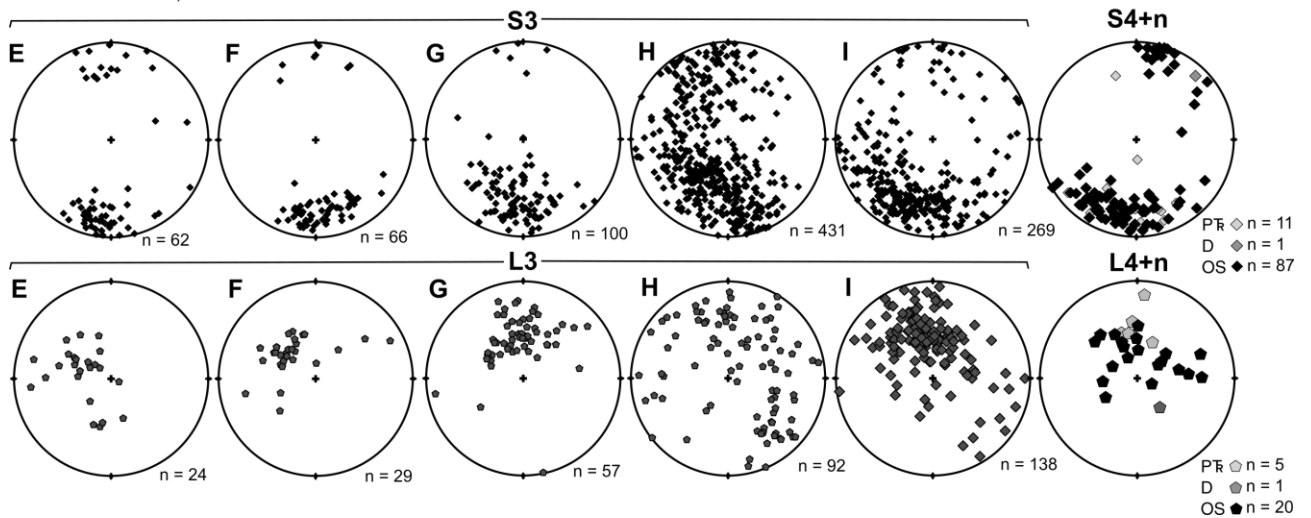 S3 S4+n
E F G H I
n = 62 n = 66 n = 100 n = 431 n = 269
PTR n = 11
D n = 1
OS n = 87
L3 L4+n
E F G H I
n = 24 n = 29 n = 57 n = 92 n = 138
PTR n = 5
D n = 1
OS n = 20